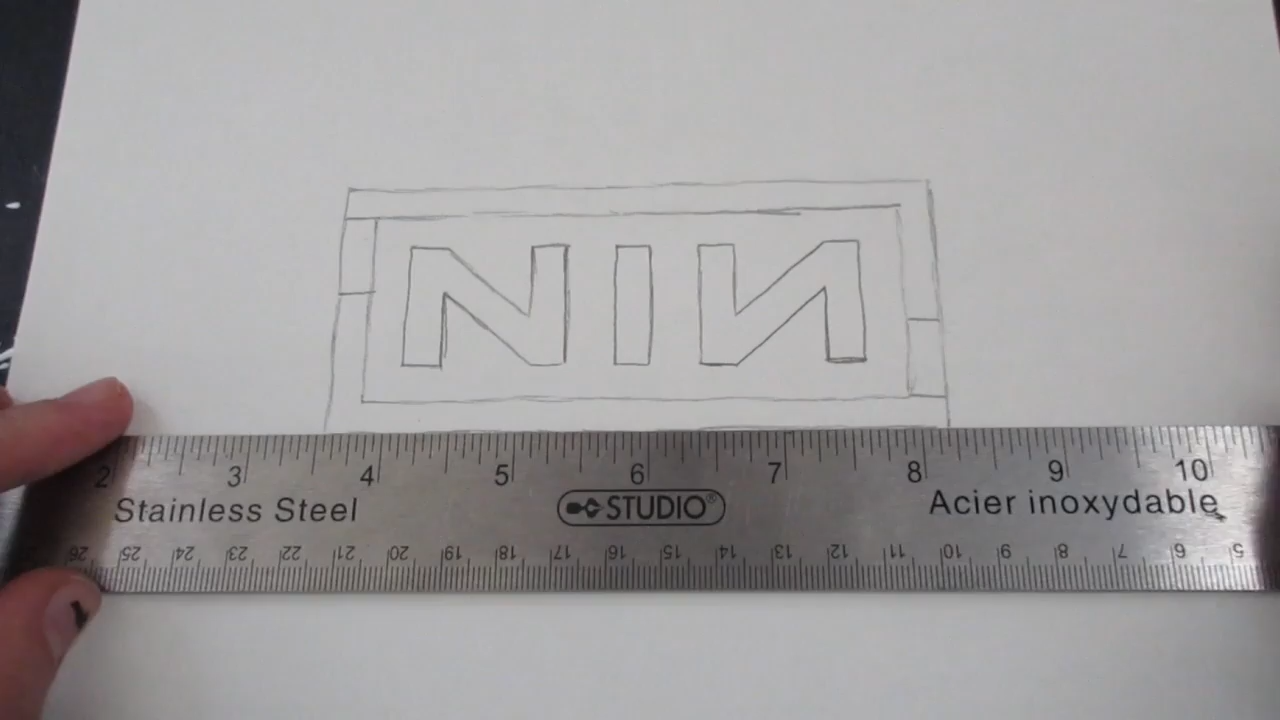 NIИ
2 3 4 5 6 7 8 9 10
Stainless Steel STUDIO® Acier inoxydable
26 25 24 23 22 21 20 19 18 17 16 15 14 13 12 11 10 9 8 7 6 5